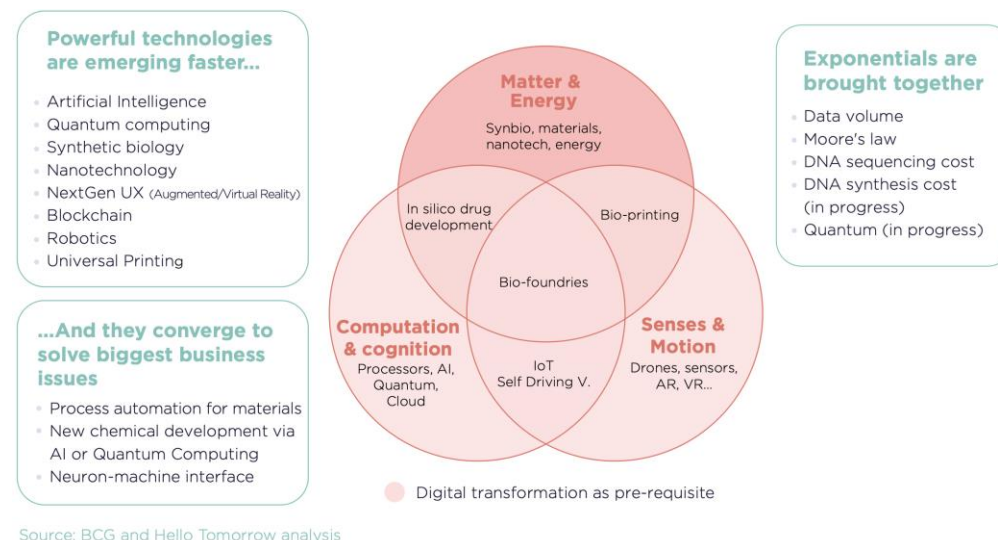 Powerful technologies
are emerging faster...
Artificial Intelligence
Quantum computing
Synthetic biology
Nanotechnology
NextGen UX (Augmented/Virtual Reality)
Blockchain
Robotics
Universal Printing
...And they converge to
solve biggest business
issues
Process automation for materials
New chemical development via
AI or Quantum Computing
Neuron-machine interface
Matter &
Energy
Synbio, materials,
nanotech, energy
In silico drug
development
Bio-printing
Bio-foundries
Computation
& cognition
Processors, AI,
Quantum,
Cloud
IoT
Self Driving V.
Senses &
Motion
Drones, sensors,
AR, VR...
Digital transformation as pre-requisite
Exponentials are
brought together
Data volume
Moore's law
DNA sequencing cost
DNA synthesis cost
(in progress)
Quantum (in progress)
Source: BCG and Hello Tomorrow analysis